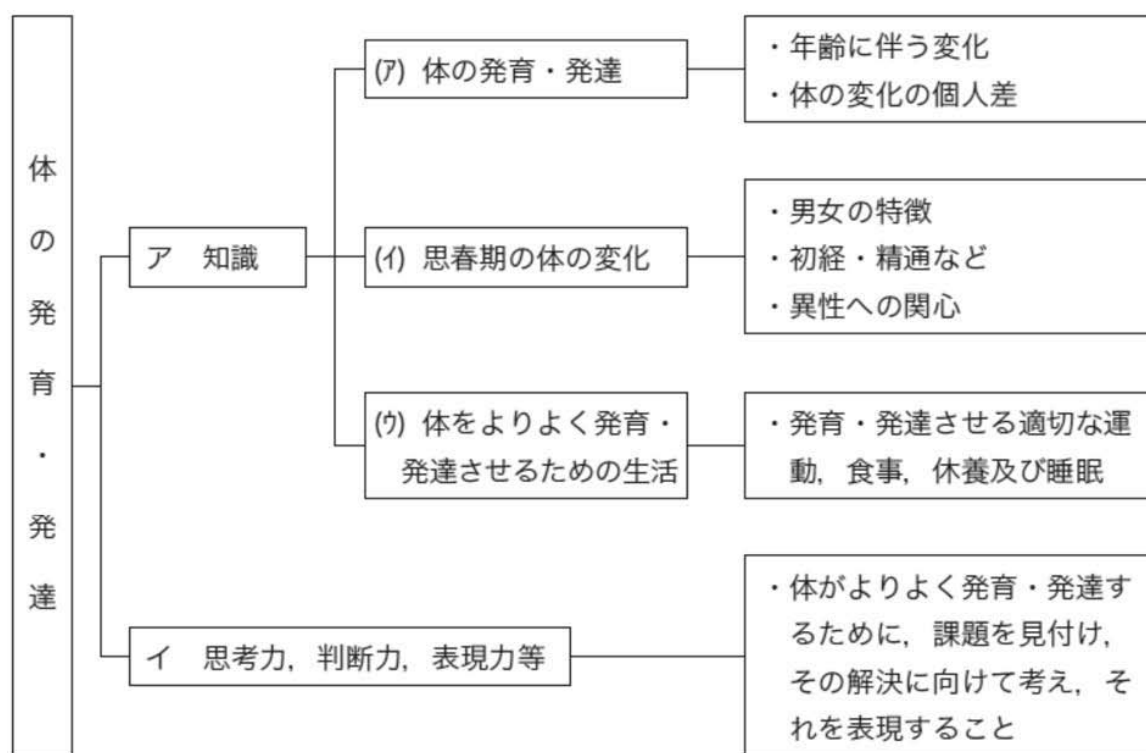 体の発育・発達
ア 知識
(ア) 体の発育・発達
・年齢に伴う変化
・体の変化の個人差
(イ) 思春期の体の変化
・男女の特徴
・初経・精通など
・異性への関心
(ウ) 体をよりよく発育・
発達させるための生活
・発育・発達させる適切な運
動，食事，休養及び睡眠
イ 思考力，判断力，表現力等
・体がよりよく発育・発達す
るために，課題を見付け，
その解決に向けて考え，そ
れを表現すること